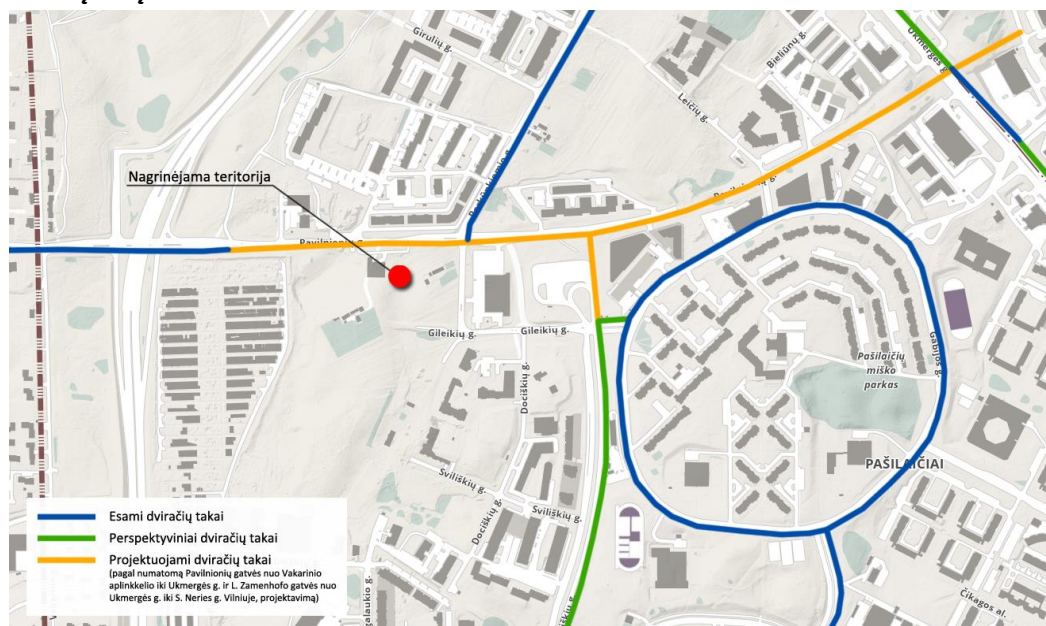 Girulių g.
Bieliūnų g.
Ukmergės g.
Leičių g.
Nagrinėjama teritorija
Gileikių g.
Gileikių g.
Dociškių g.
Gabijos g.
Pašilaičių
miško
parkas
PAŠILAIČIAI
Sviliškių g.
Sviliškių g.
Dociškių g.
Čikagos al.
Esami dviračių takai
Perspektyviniai dviračių takai
Projektuojami dviračių takai
(pagal numatomą Pavilnionių gatvės nuo Vakarinio
aplinkkelio iki Ukmergės g. ir L. Zamenhofo gatvės nuo
Ukmergės g. iki S. Neries g. Vilniuje, projektavimą)